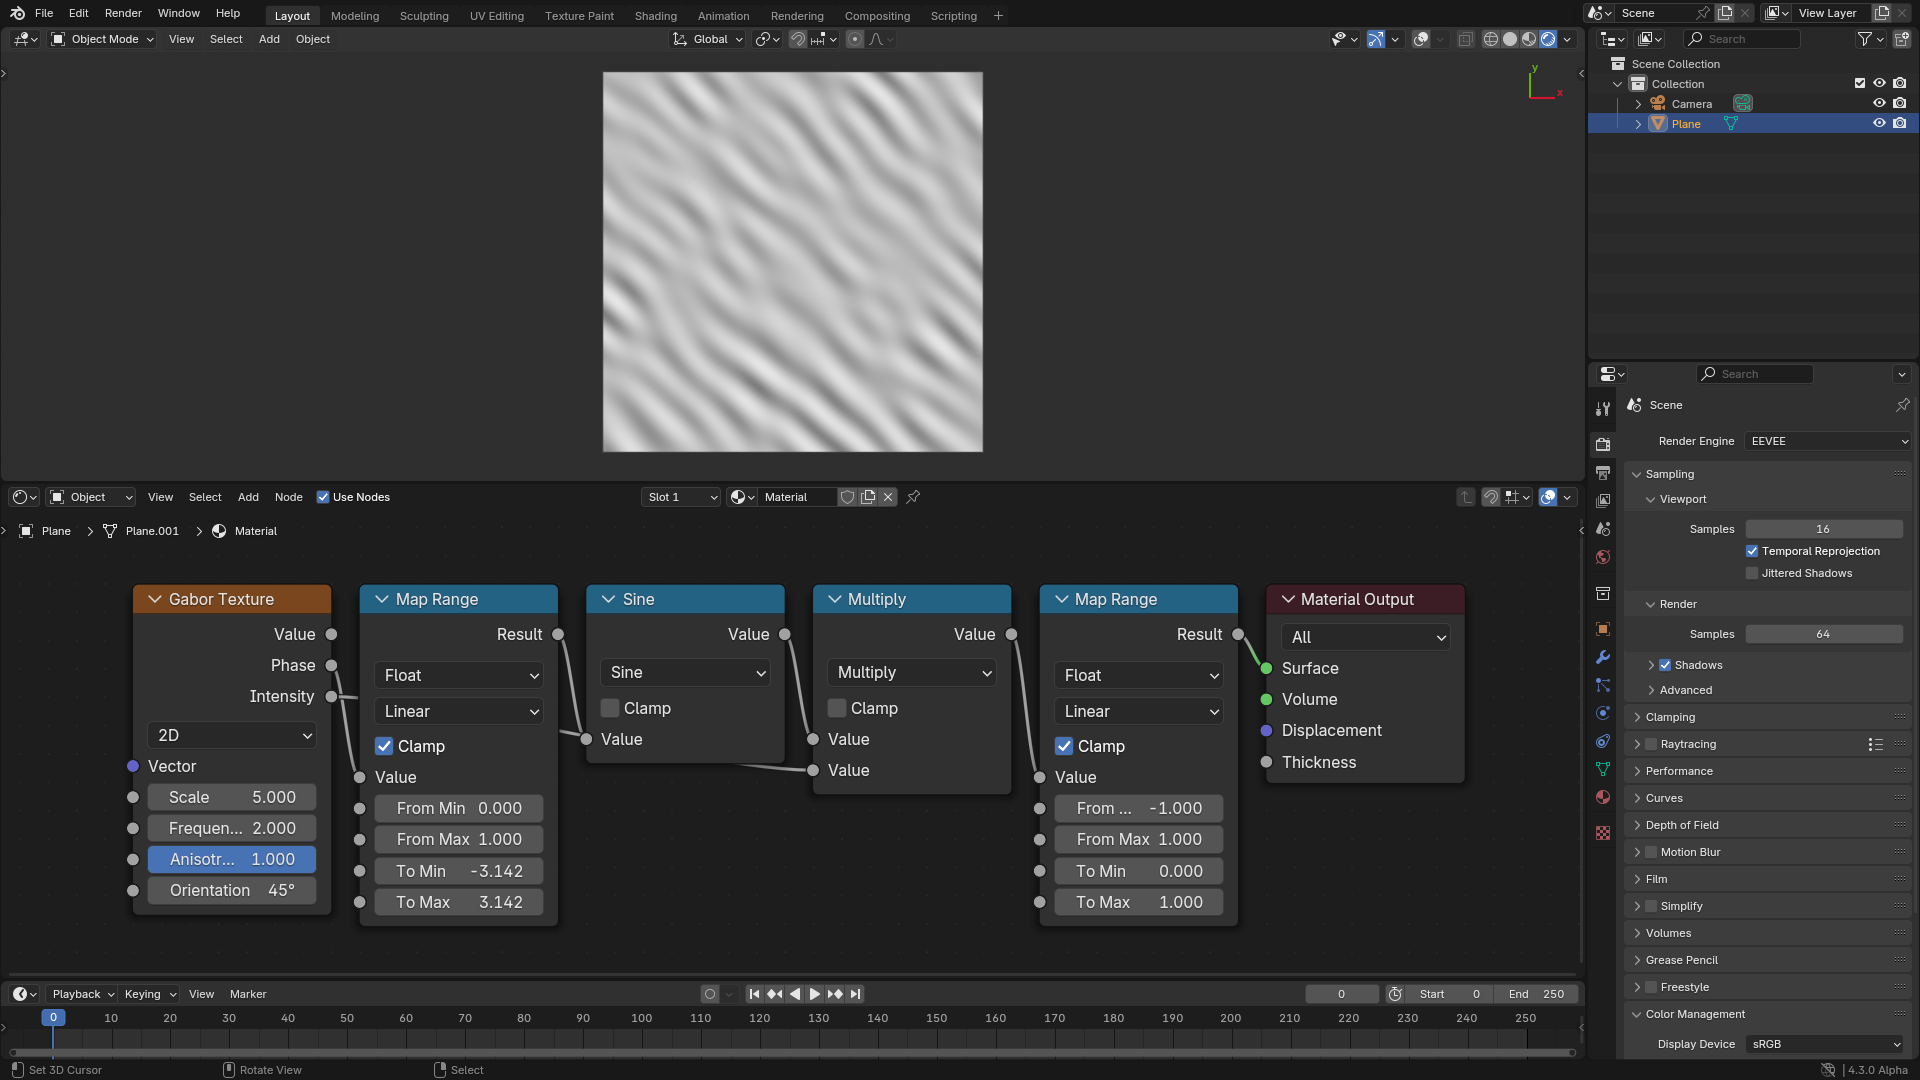 File Edit Render Window Help Layout Modeling Sculpting UV Editing Texture Paint Shading Animation Rendering Compositing Scripting + Scene View Layer
Object Mode View Select Add Object Global Search
y
x
Scene Collection
Collection
Camera
Plane
Search
Scene
Render Engine EEVEE
Sampling
Viewport
Samples 16
Temporal Reprojection
Jittered Shadows
Render
Samples 64
Shadows
Advanced
Clamping
Raytracing
Performance
Curves
Depth of Field
Motion Blur
Film
Simplify
Volumes
Grease Pencil
Freestyle
Color Management
Display Device sRGB
Object View Select Add Node Use Nodes Slot 1 Material
Plane Plane.001 Material
Gabor Texture
Value
Phase
Intensity
2D
Vector
Scale 5.000
Frequen... 2.000
Anisotr... 1.000
Orientation 45°
Map Range
Result
Float
Linear
Clamp
Value
From Min 0.000
From Max 1.000
To Min -3.142
To Max 3.142
Sine
Value
Sine
Clamp
Value
Multiply
Value
Multiply
Clamp
Value
Value
Map Range
Result
Float
Linear
Clamp
Value
From ... -1.000
From Max 1.000
To Min 0.000
To Max 1.000
Material Output
All
Surface
Volume
Displacement
Thickness
Playback Keying View Marker 0 Start 0 End 250
0 10 20 30 40 50 60 70 80 90 100 110 120 130 140 150 160 170 180 190 200 210 220 230 240 250
Set 3D Cursor Rotate View Select 4.3.0 Alpha